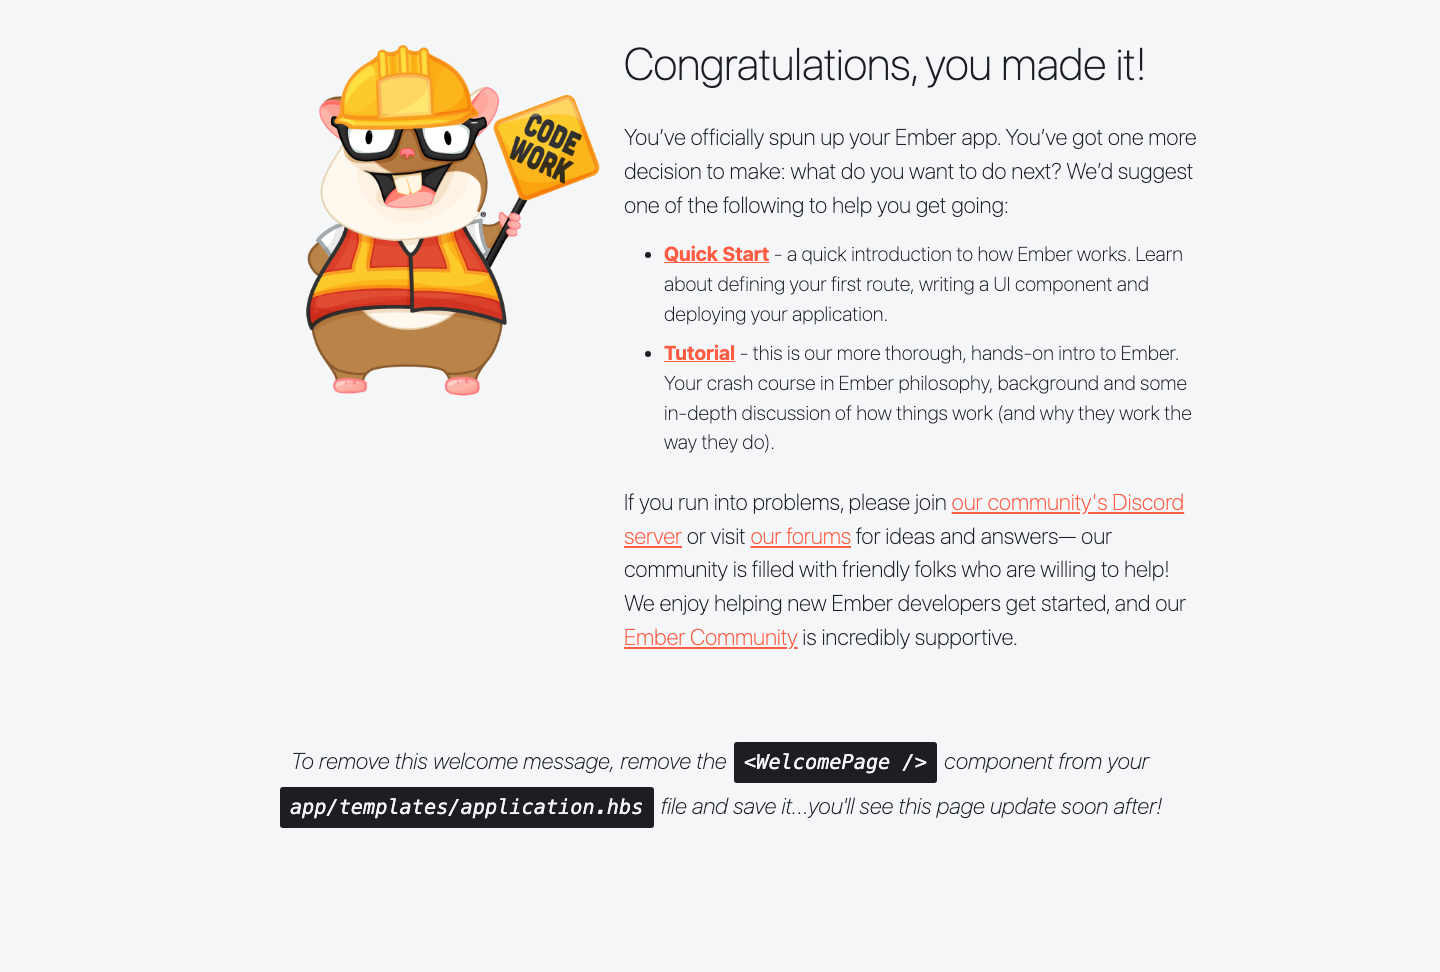 CODE
WORK
Congratulations, you made it!
You’ve officially spun up your Ember app. You’ve got one more
decision to make: what do you want to do next? We’d suggest
one of the following to help you get going:
• Quick Start - a quick introduction to how Ember works. Learn
about defining your first route, writing a UI component and
deploying your application.
• Tutorial - this is our more thorough, hands-on intro to Ember.
Your crash course in Ember philosophy, background and some
in-depth discussion of how things work (and why they work the
way they do).
If you run into problems, please join our community's Discord
server or visit our forums for ideas and answers— our
community is filled with friendly folks who are willing to help!
We enjoy helping new Ember developers get started, and our
Ember Community is incredibly supportive.
To remove this welcome message, remove the <WelcomePage /> component from your
app/templates/application.hbs file and save it...you'll see this page update soon after!